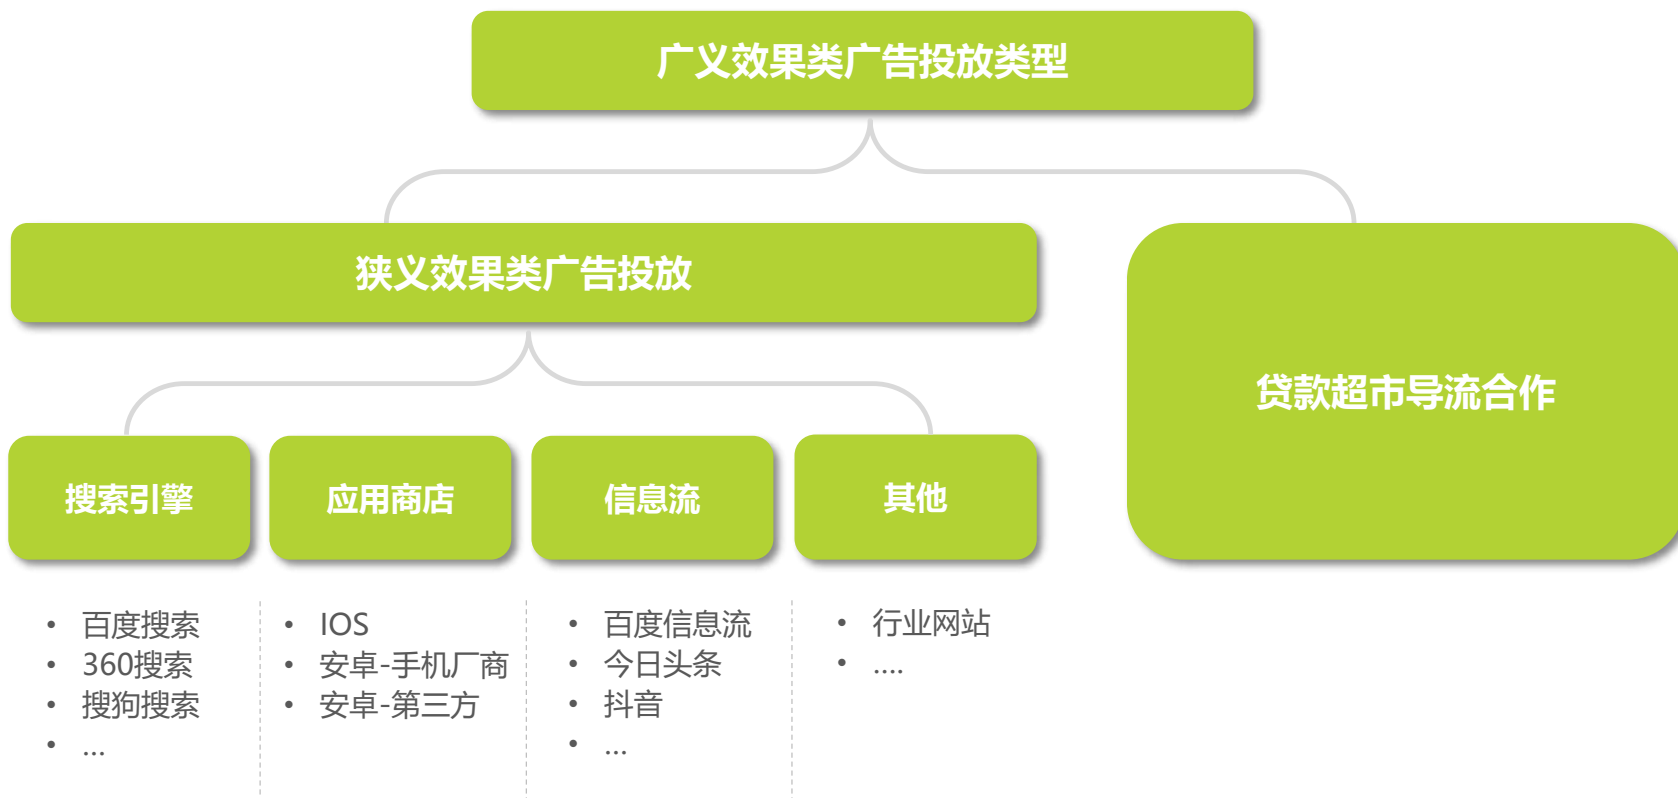 广义效果类广告投放类型
狭义效果类广告投放
贷款超市导流合作
搜索引擎
应用商店
信息流
其他
• 百度搜索
• 360搜索
• 搜狗搜索
• ...
• IOS
• 安卓-手机厂商
• 安卓-第三方
• 百度信息流
• 今日头条
• 抖音
• ...
• 行业网站
• ....